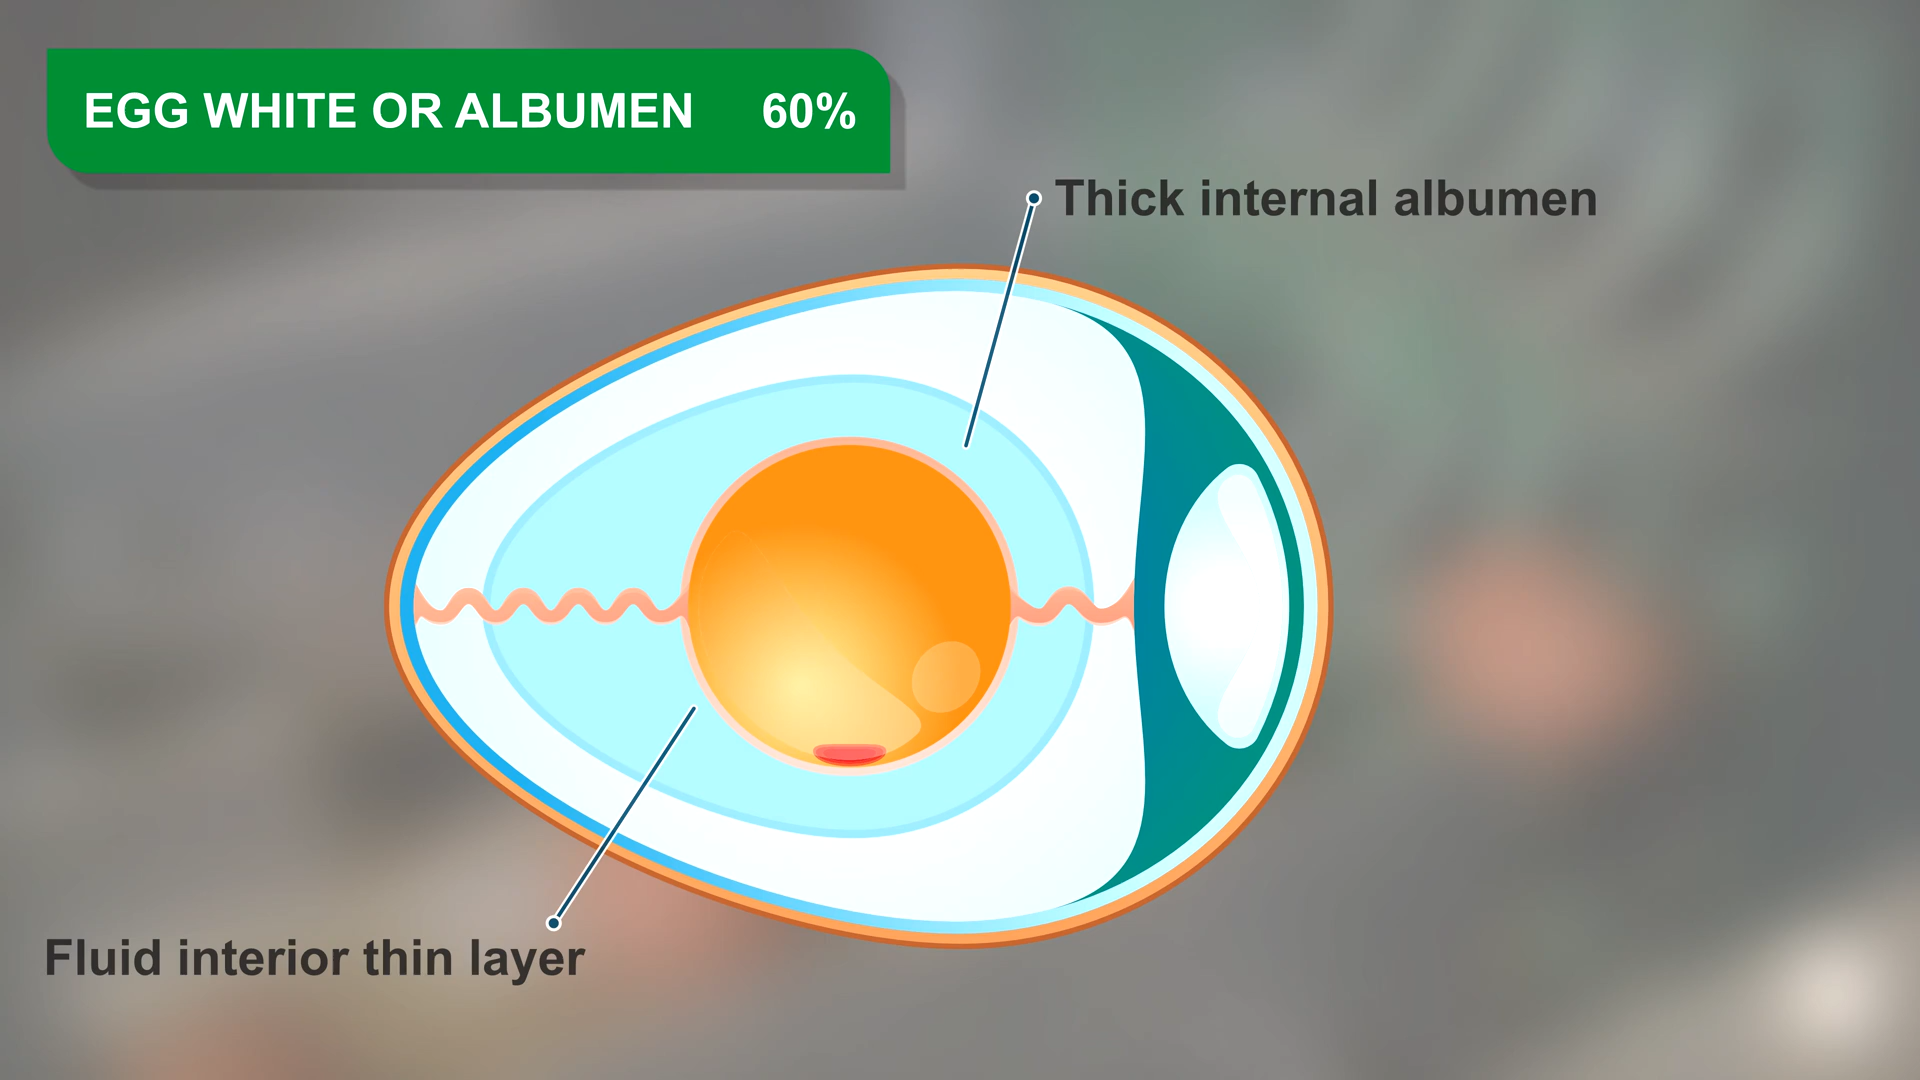 EGG WHITE OR ALBUMEN 60%
Thick internal albumen
Fluid interior thin layer